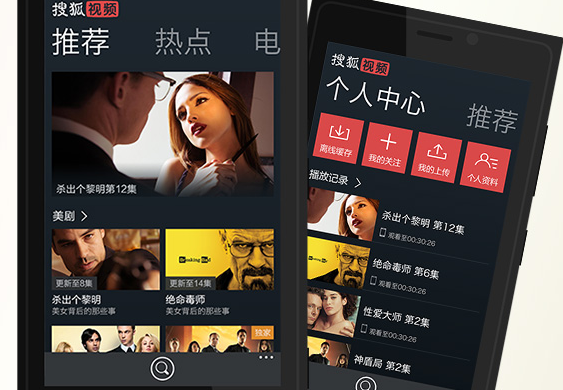 搜狐视频
推荐 热点 电
杀出个黎明第12集
美剧
更新至8集
Breaking Bad
更新至14集
杀出个黎明
美女背后的那些事
绝命毒师
美女背后的那些事
独家
搜狐视频
个人中心 推荐
离线缓存
我的关注
我的上传
个人资料
播放记录
杀出个黎明 第12集
观看至00:30:26
绝命毒师 第6集
观看至00:30:26
性爱大师 第2集
观看至00:30:26
神盾局 第2集